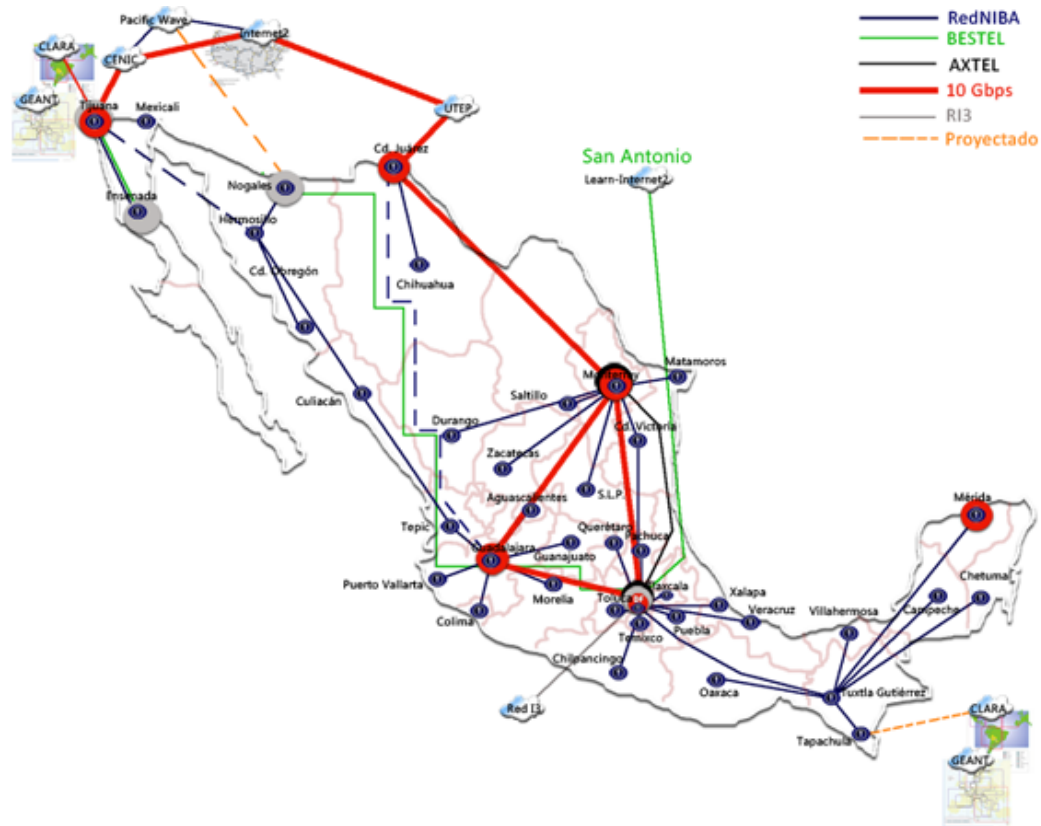 Pacific Wave
RedNIBA
BESTEL
AXTEL
10 Gbps
RI3
Proyectado
CLARA
CENIC
Internet2
GEANT
Tijuana
Mexicali
UTEP
Cd. Juárez
San Antonio
Learn-Internet2
Ensenada
Nogales
Hermosillo
Cd. Obregón
Chihuahua
Culiacán
Monterrey
Matamoros
Saltillo
Durango
Cd. Victoria
Zacatecas
Aguascalientes
S.L.P.
Mérida
Tepic
Querétaro
Pachuca
Guadalajara
Guanajuato
Puerto Vallarta
Morelia
Colima
Toluca
Tlaxcala
Xalapa
Veracruz
Puebla
Temixco
Villahermosa
Campeche
Chetumal
Chilpancingo
Oaxaca
Tuxtla Gutiérrez
Red I3
Tapachula
CLARA
GEANT